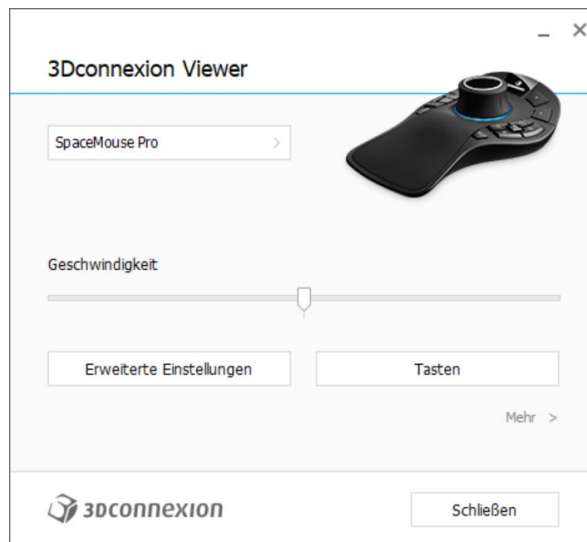 3Dconnexion Viewer
SpaceMouse Pro >
Geschwindigkeit
Erweiterte Einstellungen
Tasten
Mehr >
3Dconnexion
Schließen